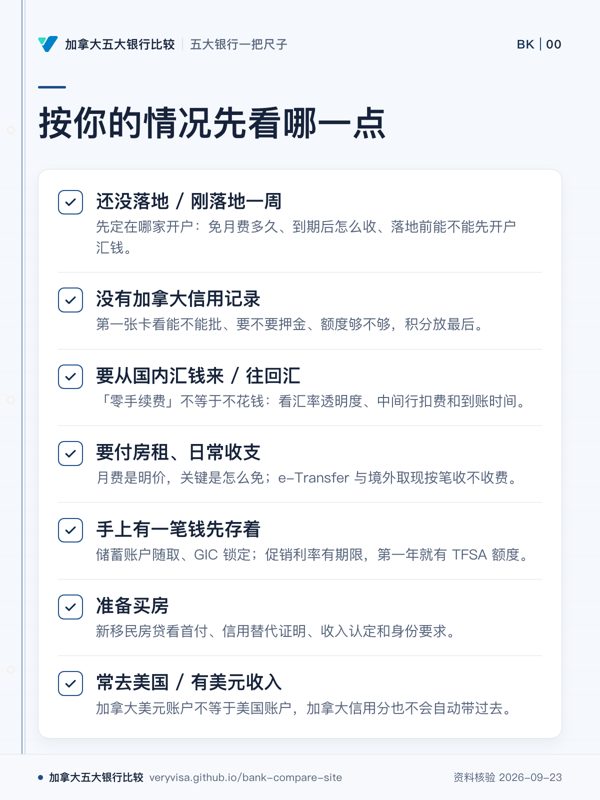 加拿大五大银行比较 | 五大银行一把尺子
BK | 00
按你的情况先看哪一点
还没落地 / 刚落地一周
先定在哪家开户：免月费多久、到期后怎么收、落地前能不能先开户
汇钱。
没有加拿大信用记录
第一张卡看能不能批、要不要押金、额度够不够，积分放最后。
要从国内汇钱来 / 往回汇
「零手续费」不等于不花钱：看汇率透明度、中间行扣费和到账时间。
要付房租、日常收支
月费是明价，关键是怎么免；e-Transfer 与境外取现按笔收不收费。
手上有一笔钱先存着
储蓄账户随取、GIC 锁定；促销利率有期限，第一年就有 TFSA 额度。
准备买房
新移民房贷看首付、信用替代证明、收入认定和身份要求。
常去美国 / 有美元收入
加拿大美元账户不等于美国账户，加拿大信用分也不会自动带过去。
加拿大五大银行比较 veryvisa.github.io/bank-compare-site
资料核验 2026-09-23